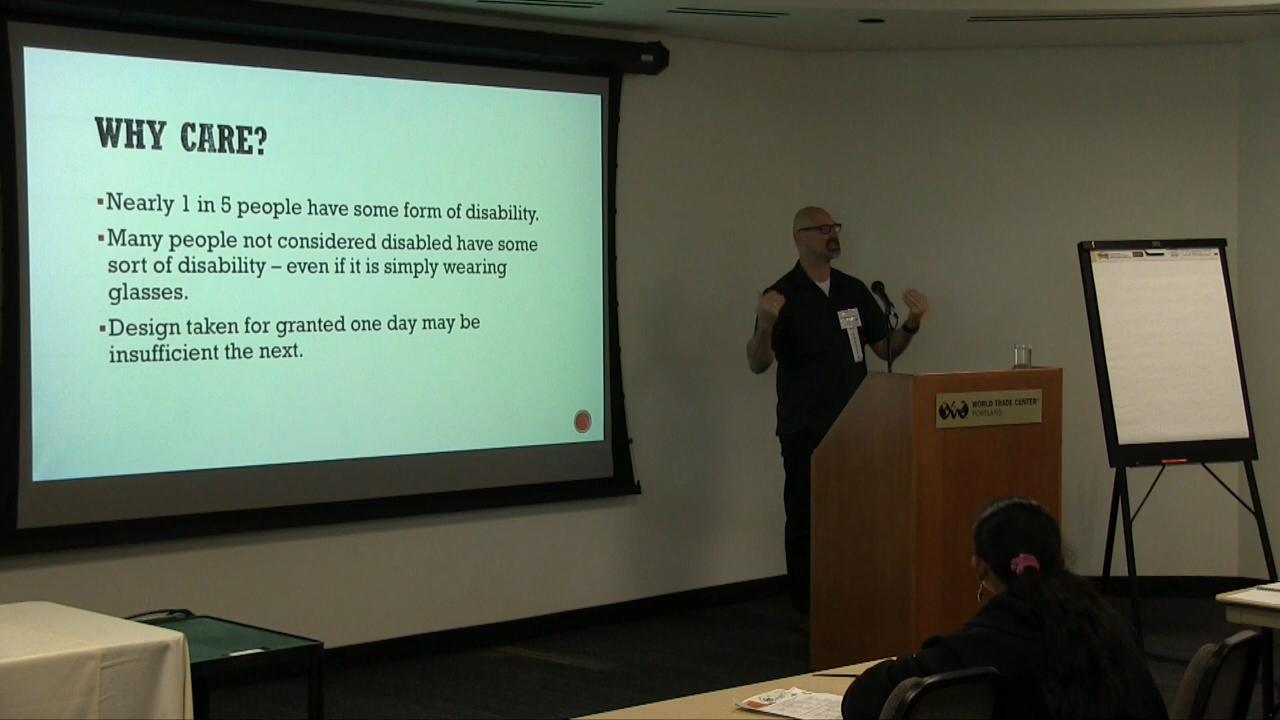 WHY CARE?
▪Nearly 1 in 5 people have some form of disability.
▪Many people not considered disabled have some
sort of disability – even if it is simply wearing
glasses.
▪Design taken for granted one day may be
insufficient the next.
WORLD TRADE CENTER
PORTLAND